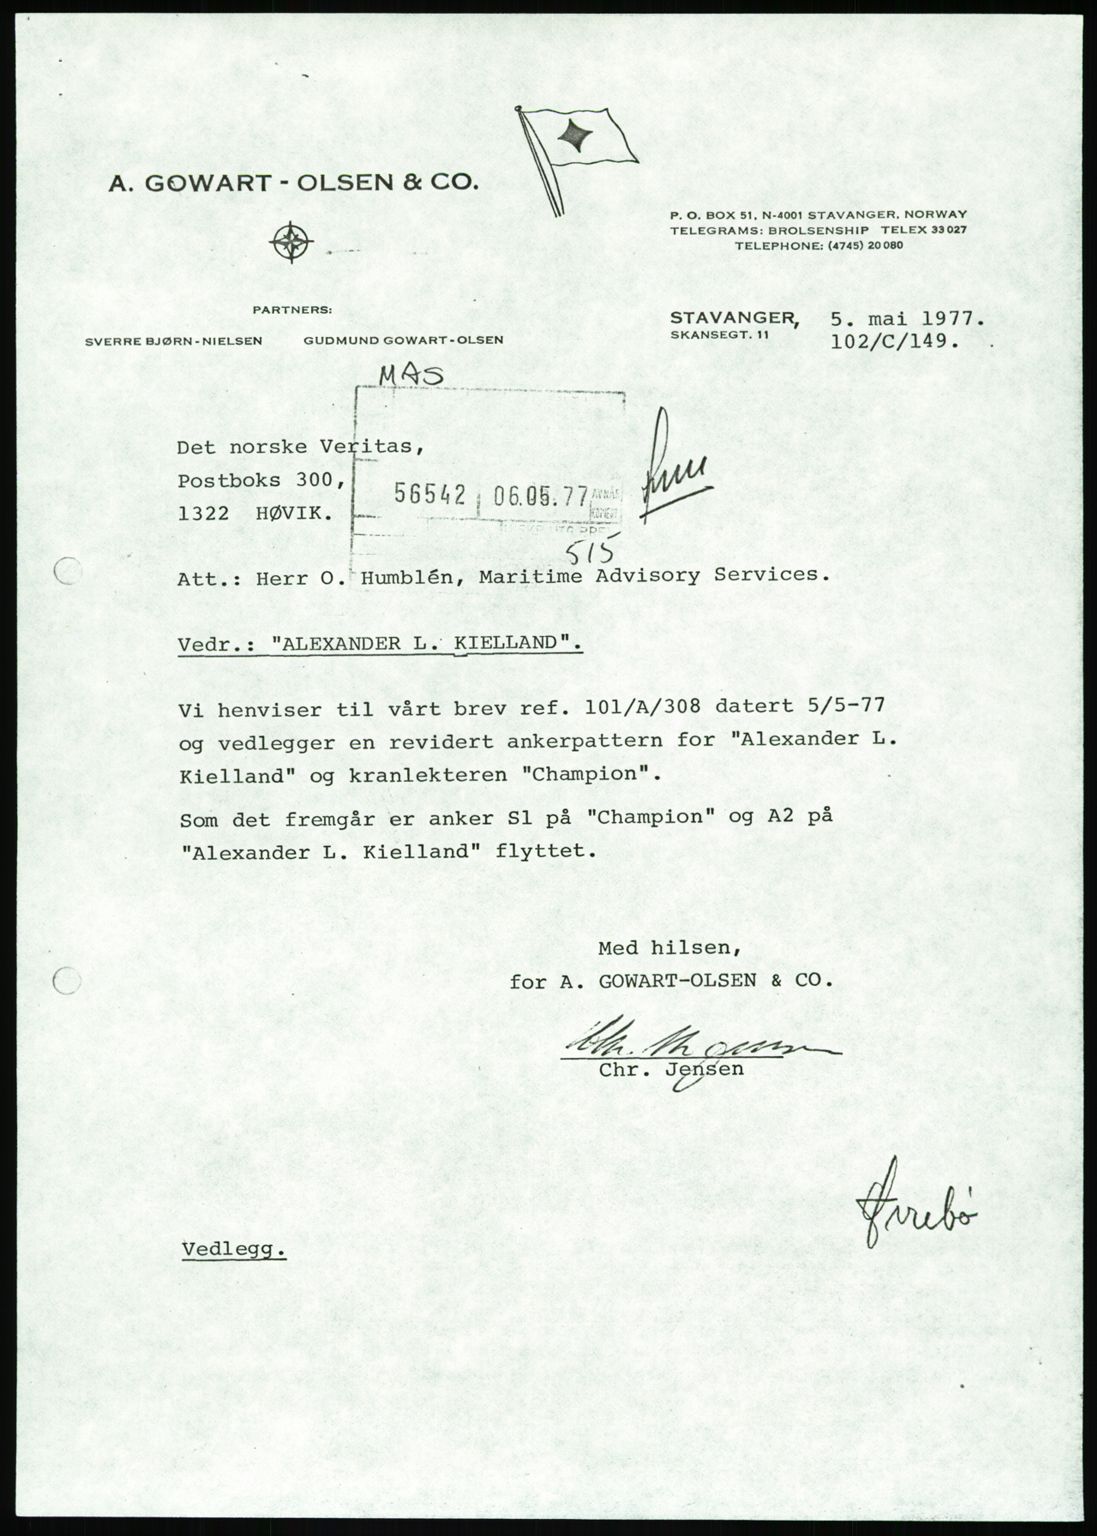 A. GOWART - OLSEN & CO.
P. O. BOX 51, N-4001 STAVANGER, NORWAY
TELEGRAMS: BROLSENSHIP TELEX 33027
TELEPHONE: (4745) 20080
PARTNERS:
SVERRE BJØRN-NIELSEN GUDMUND GOWART-OLSEN
STAVANGER, 5. mai 1977.
SKANSEGT. 11 102/C/149.
MAS
Det norske Veritas,
Postboks 300,
1322 HØVIK.
56542 06.05.77
515
Att.: Herr O. Humblén, Maritime Advisory Services.
Vedr.: "ALEXANDER L. KIELLAND".
Vi henviser til vårt brev ref. 101/A/308 datert 5/5-77
og vedlegger en revidert ankerpattern for "Alexander L.
Kielland" og kranlekteren "Champion".
Som det fremgår er anker S1 på "Champion" og A2 på
"Alexander L. Kielland" flyttet.
Med hilsen,
for A. GOWART-OLSEN & CO.
Chr. Jensen
Øvrebø
Vedlegg.